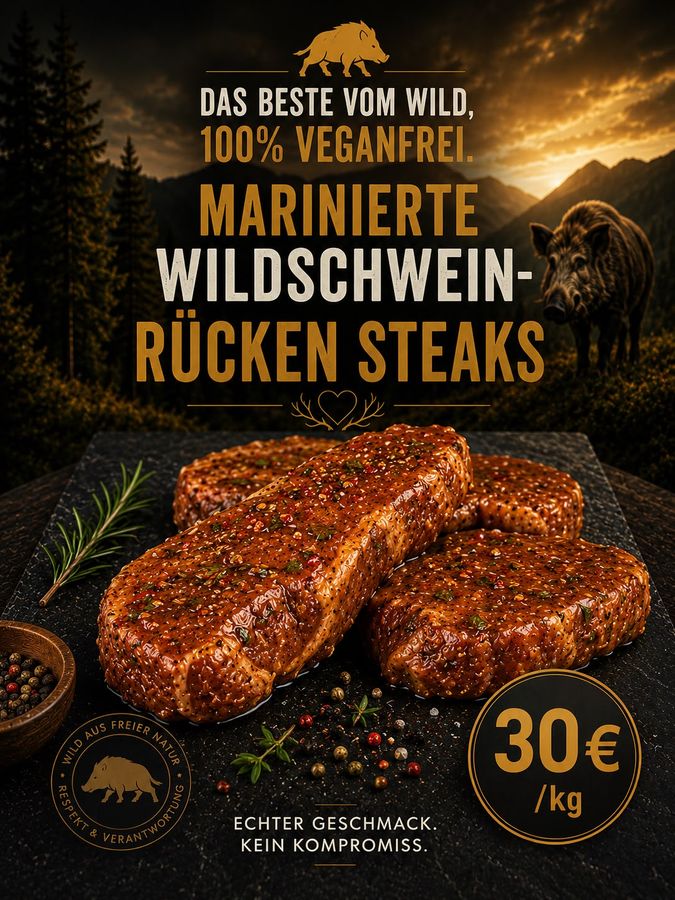 DAS BESTE VOM WILD,
100% VEGANFREI.
MARINIERTE
WILDSCHWEIN-
RÜCKEN STEAKS
30€
/kg
WILD AUS FREIER NATUR
RESPEKT & VERANTWORTUNG
ECHTER GESCHMACK.
KEIN KOMPROMISS.